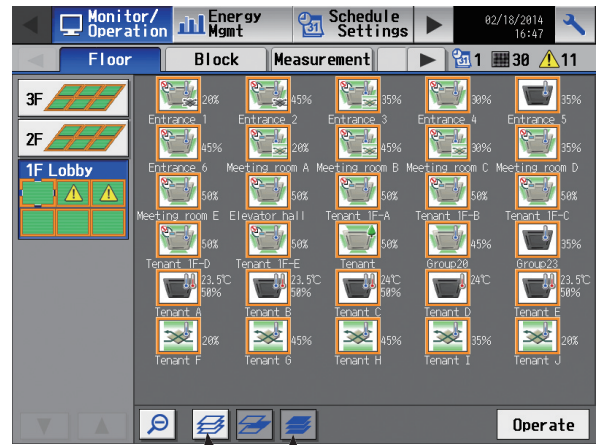 Monitor/
Operation
Energy
Mgmt
31
Schedule
Settings
02/18/2014
16:47
Floor
Block
Measurement
31 1
30
11
3F
2F
1F Lobby
20% 45% 35% 30% 35%
Entrance 1 Entrance 2 Entrance 3 Entrance 4 Entrance 5
45% 20% 45% 30% 35%
Entrance 6 Meeting room A Meeting room B Meeting room C Meeting room D
50% 50% 50% 50% 50%
Meeting room E Elevator hall Tenant 1F-A Tenant 1F-B Tenant 1F-C
50% 50% 50% 45% 35%
Tenant 1F-D Tenant 1F-E Tenant Group20 Group23
23.5℃ 23.5℃ 24℃ 24℃ 23.5℃
50% 50% 50% 50%
Tenant A Tenant B Tenant C Tenant D Tenant E
20% 45% 45% 35% 20%
Tenant F Tenant G Tenant H Tenant I Tenant J
Operate